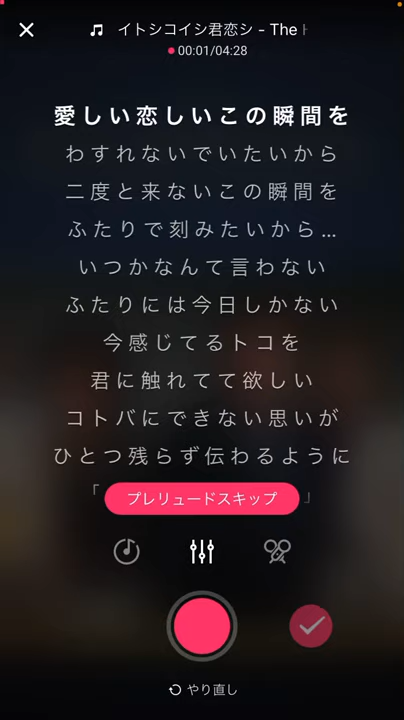 イトシコイシ君恋シ - The
00:01/04:28
愛しい恋しいこの瞬間を
わすれないでいたいから
二度と来ないこの瞬間を
ふたりで刻みたいから...
いつかなんて言わない
ふたりには今日しかない
今感じてるトコを
君に触れてて欲しい
コトバにできない思いが
ひとつ残らず伝わるように
「 プレリュードスキップ 」
やり直し